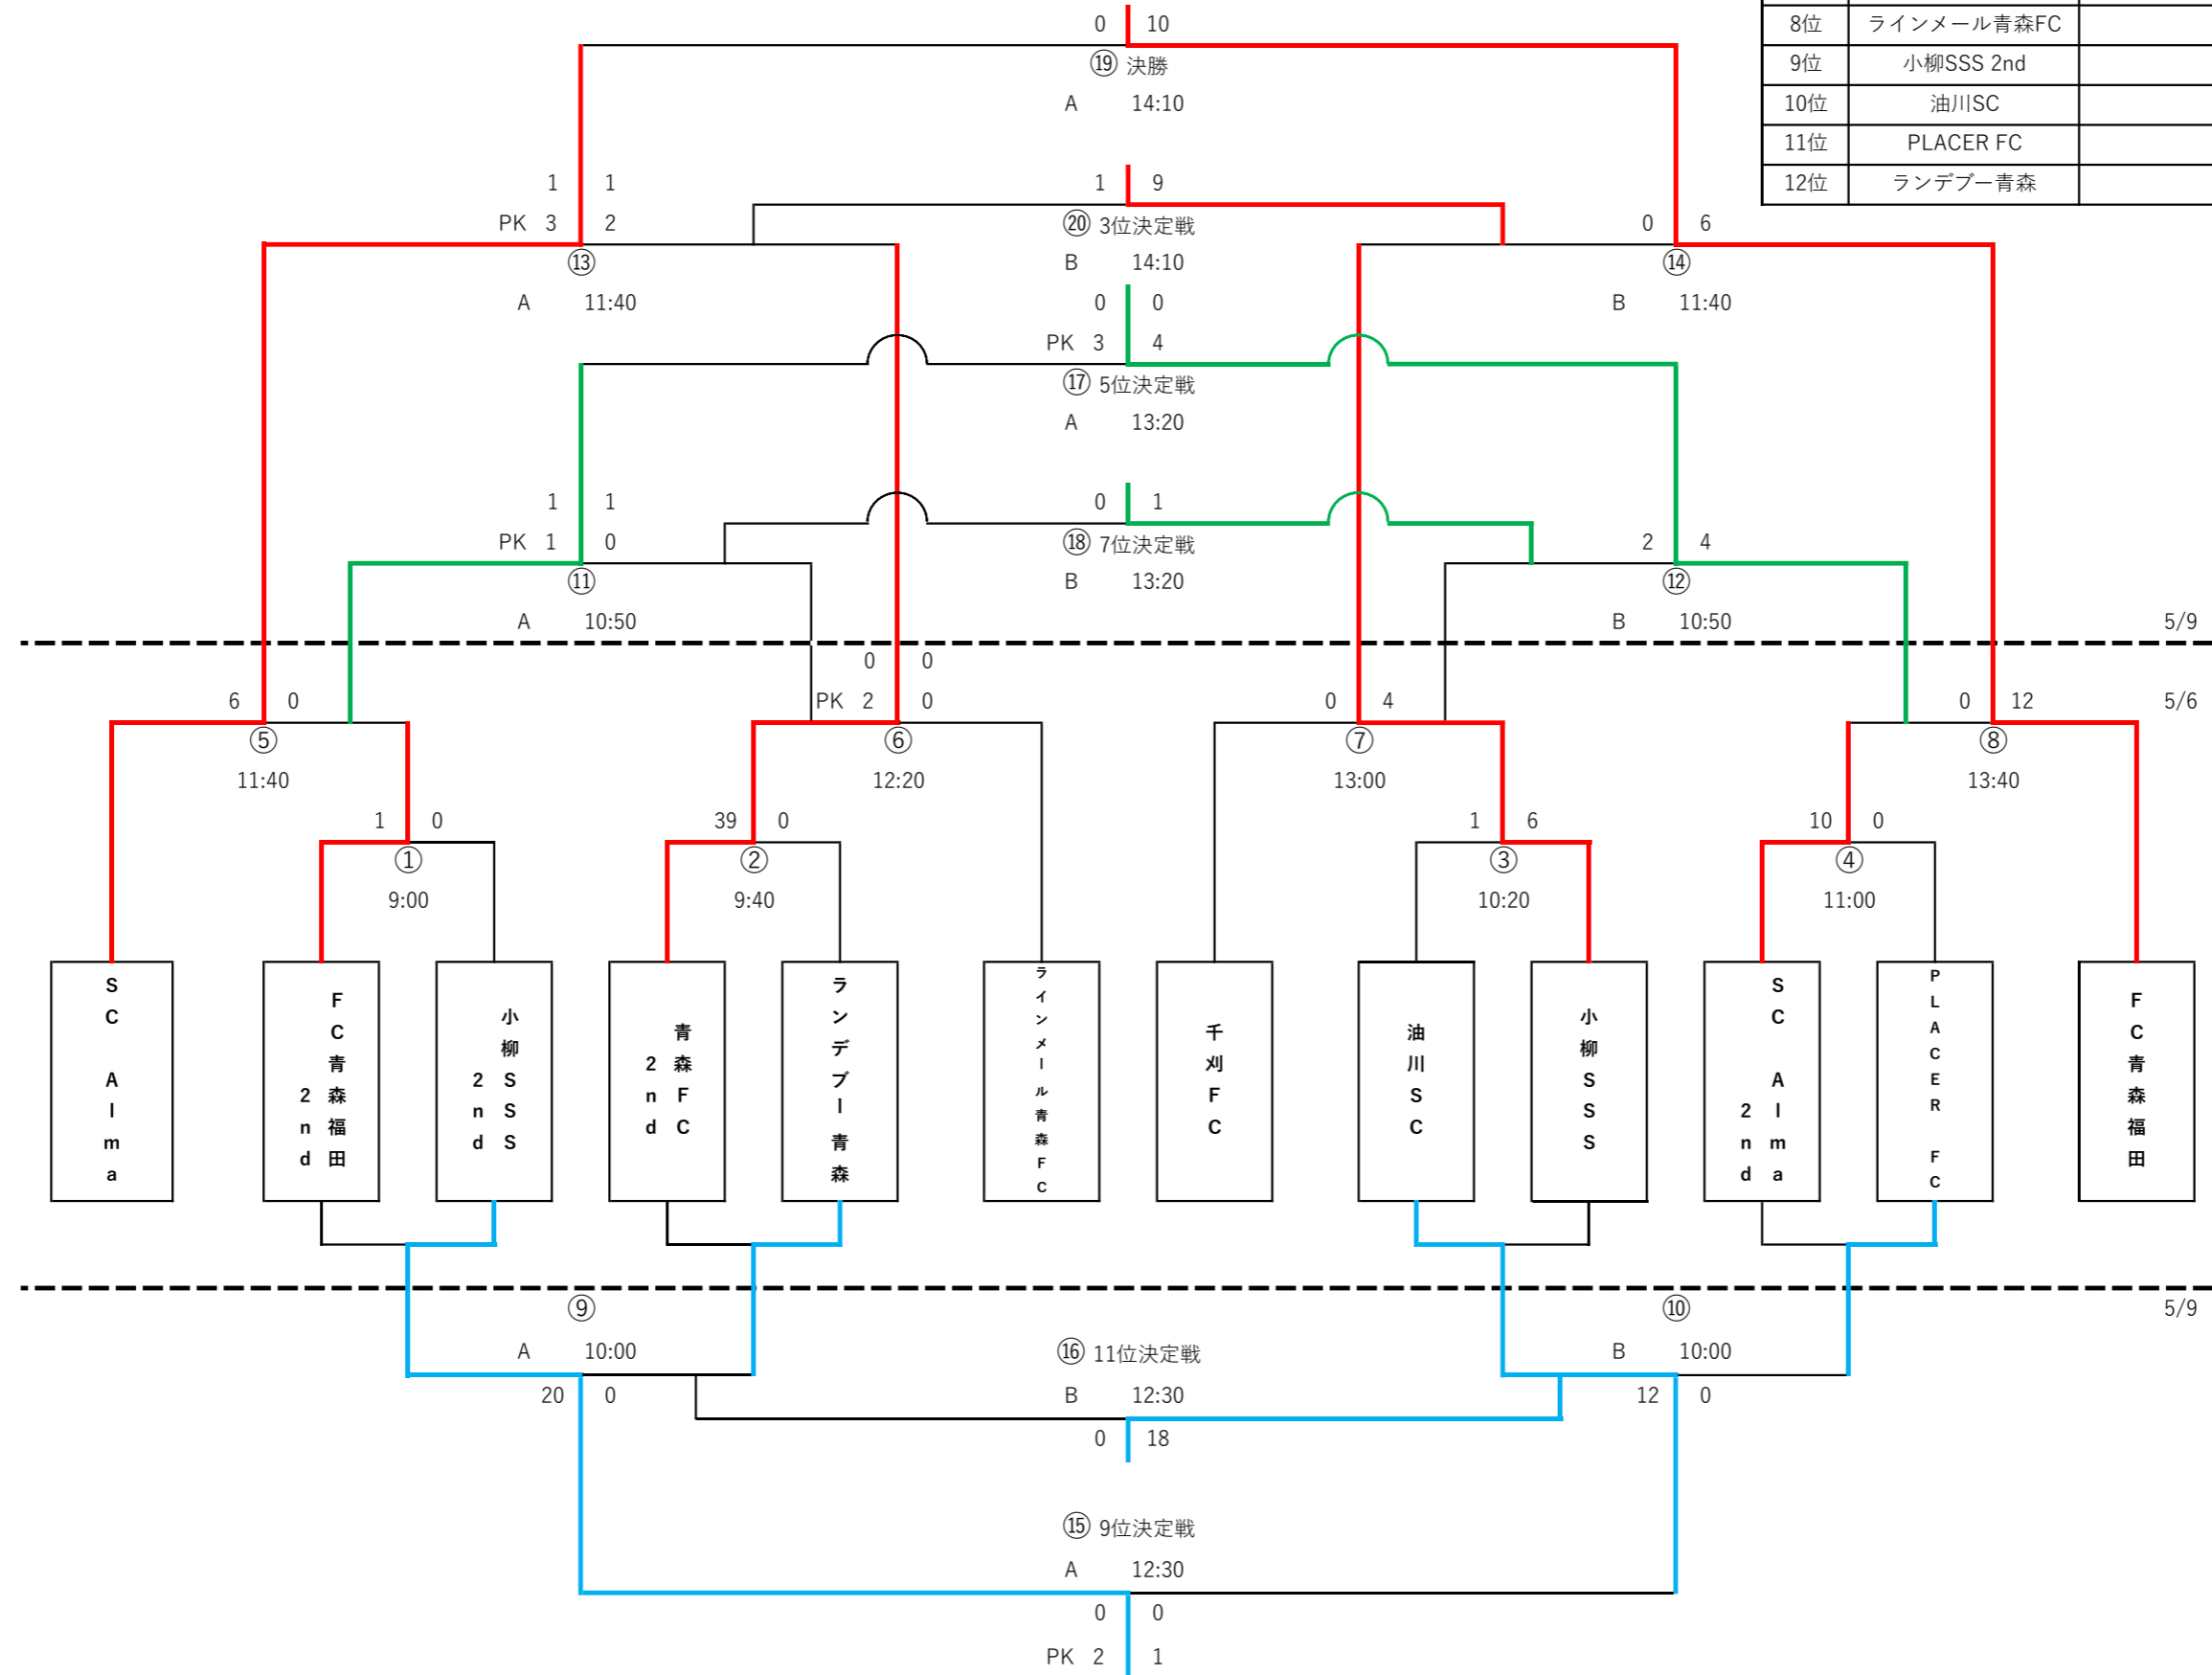 0 10
8位 ラインメール青森FC
⑲ 決勝
9位 小柳SSS 2nd
A 14:10
10位 油川SC
11位 PLACER FC
1 1
1 9
12位 ランデブー青森
PK 3 2
⑳ 3位決定戦
0 6
⑬
B 14:10
⑭
A 11:40
0 0
B 11:40
PK 3 4
⑰ 5位決定戦
A 13:20
1 1
0 1
PK 1 0
⑱ 7位決定戦
2 4
⑪
B 13:20
⑫
A 10:50
B 10:50
5/9
0 0
6 0
PK 2 0
0 4
0 12
5/6
⑤
⑥
⑦
⑧
11:40
12:20
13:00
13:40
1 0
39 0
1 6
10 0
①
②
③
④
9:00
9:40
10:20
11:00
SC Alma
FC青森福田
2nd
小柳SSS
2nd
青森FC
2nd
ランデブー青森
ラインメール青森FC
千刈FC
油川SC
小柳SSS
SC Alma
2nd
PLACER FC
FC青森福田
⑨
⑩
5/9
A 10:00
⑯ 11位決定戦
B 10:00
20 0
B 12:30
12 0
0 18
⑮ 9位決定戦
A 12:30
0 0
PK 2 1